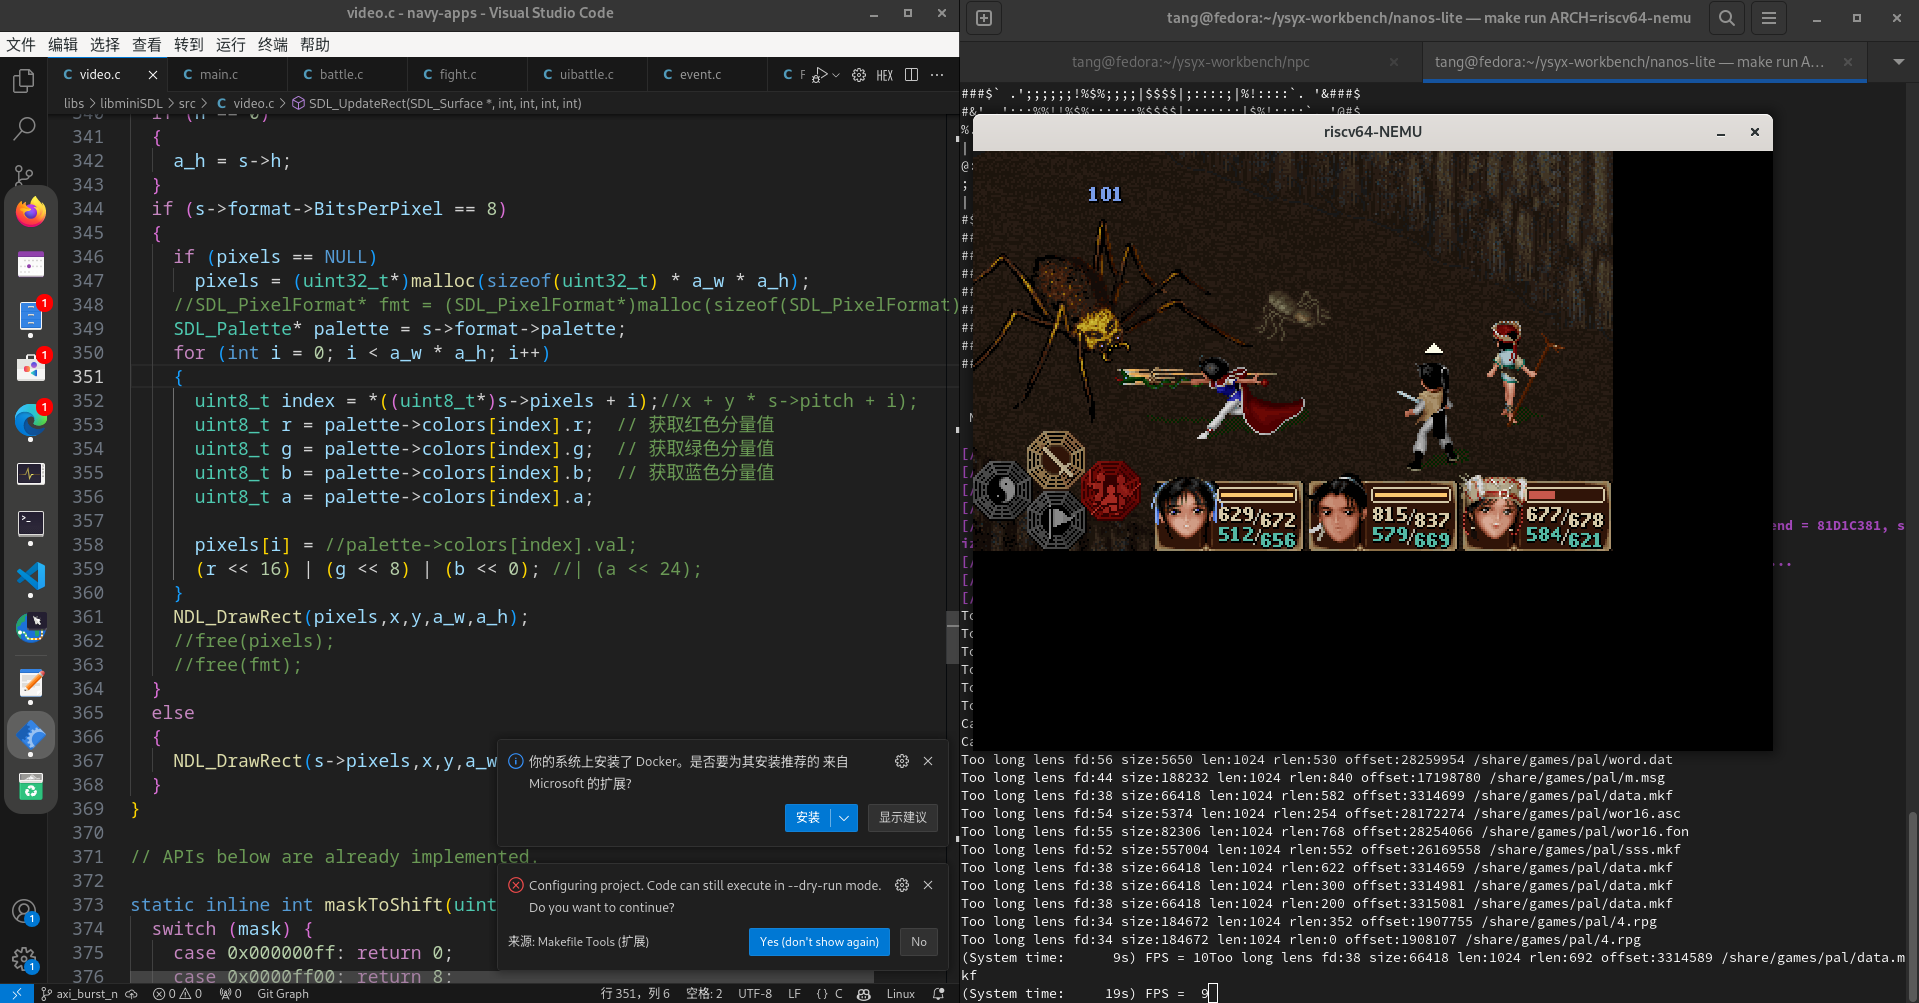 video.c - navy-apps - Visual Studio Code
文件 编辑 选择 查看 转到 运行 终端 帮助
video.c main.c battle.c fight.c uibattle.c event.c F HEX
libs > libminiSDL > src > video.c > SDL_UpdateRect(SDL_Surface *, int, int, int, int)
341 {
342 a_h = s->h;
343 }
344 if (s->format->BitsPerPixel == 8)
345 {
346 if (pixels == NULL)
347 pixels = (uint32_t*)malloc(sizeof(uint32_t) * a_w * a_h);
348 //SDL_PixelFormat* fmt = (SDL_PixelFormat*)malloc(sizeof(SDL_PixelFormat)
349 SDL_Palette* palette = s->format->palette;
350 for (int i = 0; i < a_w * a_h; i++)
351 {
352 uint8_t index = *((uint8_t*)s->pixels + i);//x + y * s->pitch + i);
353 uint8_t r = palette->colors[index].r; // 获取红色分量值
354 uint8_t g = palette->colors[index].g; // 获取绿色分量值
355 uint8_t b = palette->colors[index].b; // 获取蓝色分量值
356 uint8_t a = palette->colors[index].a;
357
358 pixels[i] = //palette->colors[index].val;
359 (r << 16) | (g << 8) | (b << 0); //| (a << 24);
360 }
361 NDL_DrawRect(pixels,x,y,a_w,a_h);
362 //free(pixels);
363 //free(fmt);
364 }
365 else
366 {
367 NDL_DrawRect(s->pixels,x,y,a_w
368 }
369 }
370
371 // APIs below are already implemented.
372
373 static inline int maskToShift(uint
374 switch (mask) {
375 case 0x000000ff: return 0;
376 case 0x0000ff00: return 8:
你的系统上安装了 Docker。是否要为其安装推荐的 来自
Microsoft 的扩展?
安装 显示建议
Configuring project. Code can still execute in --dry-run mode.
Do you want to continue?
来源: Makefile Tools (扩展) Yes (don't show again) No
axi_burst_n 0 0 0 Git Graph 行 351，列 6 空格: 2 UTF-8 LF { } C Linux
tang@fedora:~/ysyx-workbench/nanos-lite — make run ARCH=riscv64-nemu
tang@fedora:~/ysyx-workbench/npc tang@fedora:~/ysyx-workbench/nanos-lite — make run A...
###$` .';;;;;;!%$%;;;;|$$$$|;::::;|%!::::`. '&###$
riscv64-NEMU
101
629/672
512/656
815/837
579/669
677/678
584/621
end = 81D1C381, s
iz
...
Too long lens fd:56 size:5650 len:1024 rlen:530 offset:28259954 /share/games/pal/word.dat
Too long lens fd:44 size:188232 len:1024 rlen:840 offset:17198780 /share/games/pal/m.msg
Too long lens fd:38 size:66418 len:1024 rlen:582 offset:3314699 /share/games/pal/data.mkf
Too long lens fd:54 size:5374 len:1024 rlen:254 offset:28172274 /share/games/pal/wor16.asc
Too long lens fd:55 size:82306 len:1024 rlen:768 offset:28254066 /share/games/pal/wor16.fon
Too long lens fd:52 size:557004 len:1024 rlen:552 offset:26169558 /share/games/pal/sss.mkf
Too long lens fd:38 size:66418 len:1024 rlen:622 offset:3314659 /share/games/pal/data.mkf
Too long lens fd:38 size:66418 len:1024 rlen:300 offset:3314981 /share/games/pal/data.mkf
Too long lens fd:38 size:66418 len:1024 rlen:200 offset:3315081 /share/games/pal/data.mkf
Too long lens fd:34 size:184672 len:1024 rlen:352 offset:1907755 /share/games/pal/4.rpg
Too long lens fd:34 size:184672 len:1024 rlen:0 offset:1908107 /share/games/pal/4.rpg
(System time: 9s) FPS = 10Too long lens fd:38 size:66418 len:1024 rlen:692 offset:3314589 /share/games/pal/data.m
kf
(System time: 19s) FPS = 9